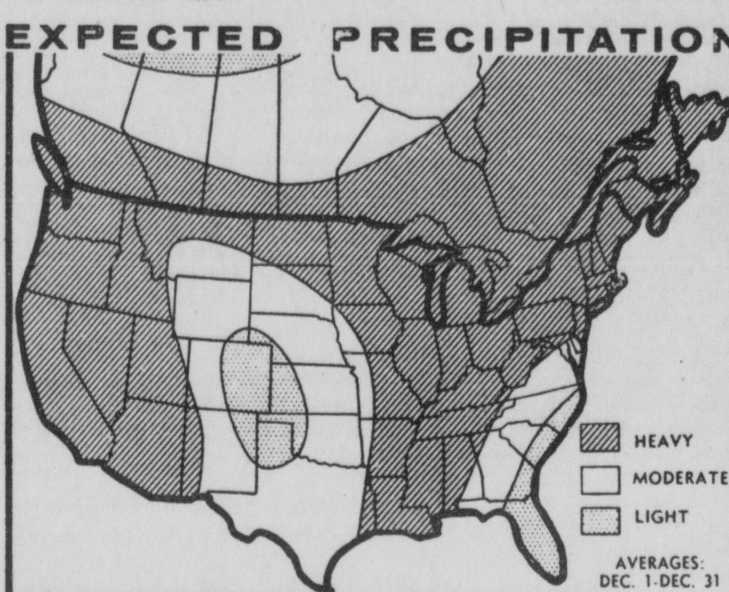 EXPECTED PRECIPITATION
HEAVY
MODERATE
LIGHT
AVERAGES:
DEC. 1-DEC. 31